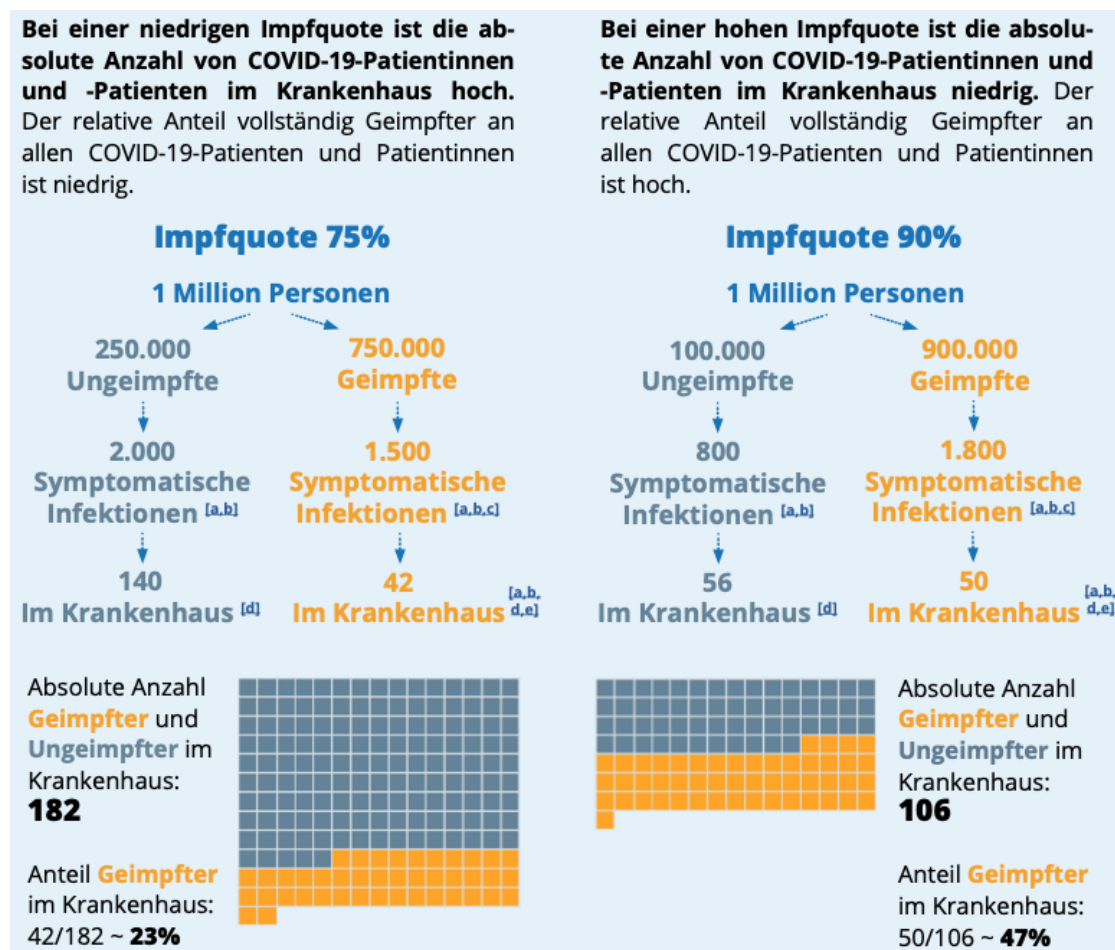 Bei einer niedrigen Impfquote ist die ab-
solute Anzahl von COVID-19-Patientinnen
und -Patienten im Krankenhaus hoch.
Der relative Anteil vollständig Geimpfter an
allen COVID-19-Patienten und Patientinnen
ist niedrig.
Impfquote 75%
1 Million Personen
250.000
Ungeimpfte
750.000
Geimpfte
2.000
Symptomatische
Infektionen [a,b]
1.500
Symptomatische
Infektionen [a,b,c]
140
Im Krankenhaus [d]
42
Im Krankenhaus [a,b,
d,e]
Absolute Anzahl
Geimpfter und
Ungeimpfter im
Krankenhaus:
182
Anteil Geimpfter
im Krankenhaus:
42/182 ~ 23%
Bei einer hohen Impfquote ist die absolu-
te Anzahl von COVID-19-Patientinnen und
-Patienten im Krankenhaus niedrig. Der
relative Anteil vollständig Geimpfter an
allen COVID-19-Patienten und Patientinnen
ist hoch.
Impfquote 90%
1 Million Personen
100.000
Ungeimpfte
900.000
Geimpfte
800
Symptomatische
Infektionen [a,b]
1.800
Symptomatische
Infektionen [a,b,c]
56
Im Krankenhaus [d]
50
Im Krankenhaus [a,b,
d,e]
Absolute Anzahl
Geimpfter und
Ungeimpfter im
Krankenhaus:
106
Anteil Geimpfter
im Krankenhaus:
50/106 ~ 47%